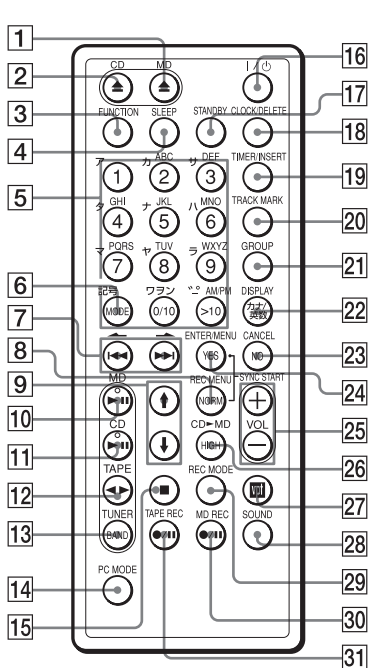 1
CD MD
16
2
I / ⏻
17
3
FUNCTION SLEEP STANDBY CLOCK/DELETE
18
4
ア カ ABC サ DEF TIMER/INSERT
5
1 2 3
19
タ GHI ナ JKL ハ MNO TRACK MARK
4 5 6
20
マ PQRS ヤ TUV ラ WXYZ GROUP
7 8 9
21
6
記号 ワヲン AM/PM DISPLAY
MODE 0/10 >10 カナ/英数
22
7
ENTER/MENU CANCEL
8
YES NO
23
9
MD REC MENU SYNC START
24
10
NORM
+
CD CD►MD VOL
25
11
HIGH
–
26
TAPE REC MODE
12
27
TUNER TAPE REC MD REC SOUND
13
BAND
28
PC MODE
14
29
15
30
31